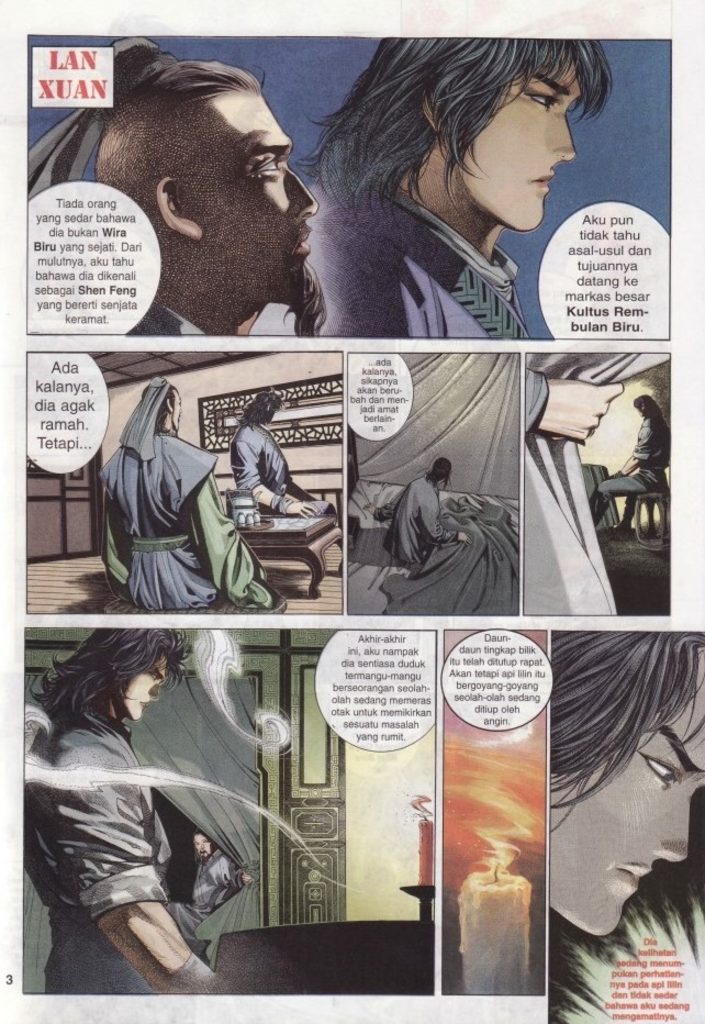 LAN
XUAN
Tiada orang
yang sedar bahawa
dia bukan Wira
Biru yang sejati. Dari
mulutnya, aku tahu
bahawa dia dikenali
sebagai Shen Feng
yang bererti senjata
keramat.
Aku pun
tidak tahu
asal-usul dan
tujuannya
datang ke
markas besar
Kultus Rem-
bulan Biru.
Ada
kalanya,
dia agak
ramah.
Tetapi...
...ada
kalanya,
sikapnya
akan beru-
bah dan men-
jadi amat
berlain-
an.
Akhir-akhir
ini, aku nampak
dia sentiasa duduk
termangu-mangu
berseorangan seolah-
olah sedang memeras
otak untuk memikirkan
sesuatu masalah
yang rumit.
Daun-
daun tingkap bilik
itu telah ditutup rapat.
Akan tetapi api lilin itu
bergoyang-goyang
seolah-olah sedang
ditiup oleh
angin.
Dia
kelihatan
sedang menum-
pukan perhatian-
nya pada api lilin
dan tidak sedar
bahawa aku sedang
mengamatinya.
3